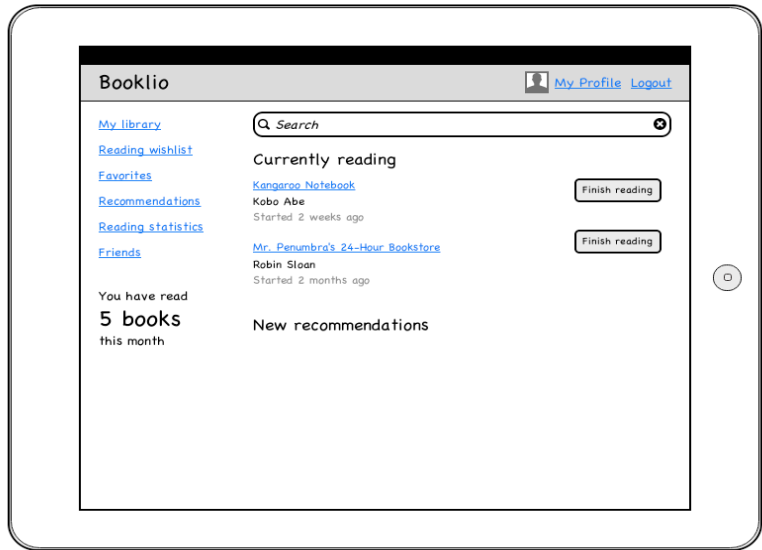 Booklio
My Profile Logout
My library
Reading wishlist
Favorites
Recommendations
Reading statistics
Friends
You have read
5 books
this month
Search
Currently reading
Kangaroo Notebook
Kobo Abe
Started 2 weeks ago
Finish reading
Mr. Penumbra's 24-Hour Bookstore
Robin Sloan
Started 2 months ago
Finish reading
New recommendations